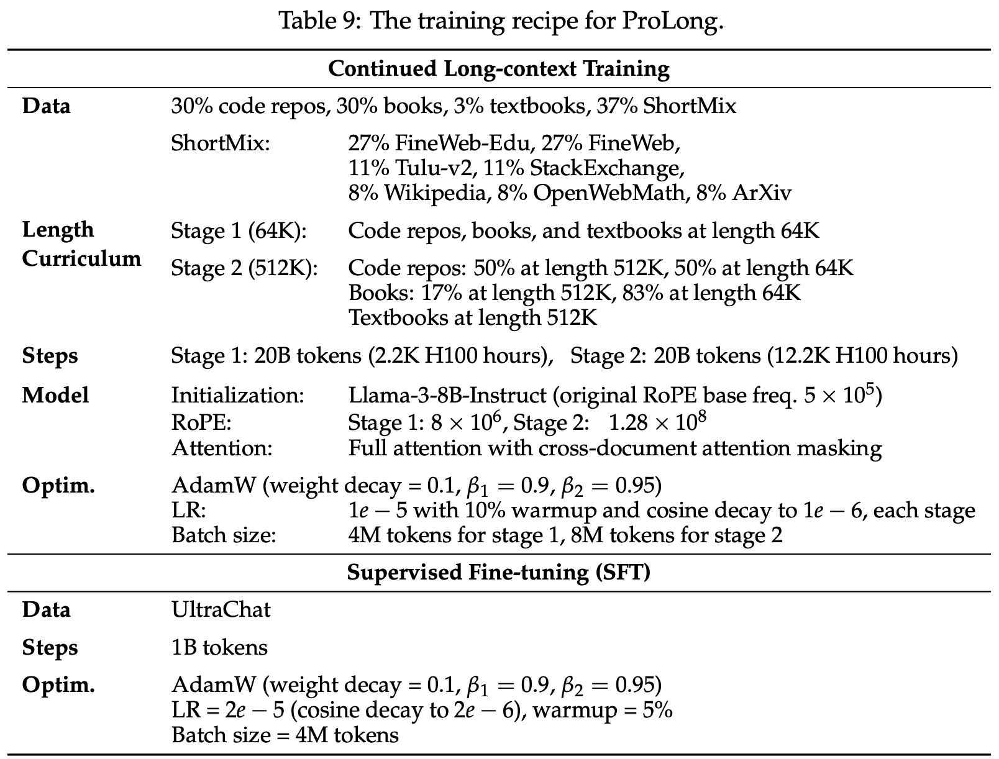 Table 9: The training recipe for ProLong.
Continued Long-context Training
Data 30% code repos, 30% books, 3% textbooks, 37% ShortMix
ShortMix: 27% FineWeb-Edu, 27% FineWeb,
11% Tulu-v2, 11% StackExchange,
8% Wikipedia, 8% OpenWebMath, 8% ArXiv
Length Curriculum Stage 1 (64K): Code repos, books, and textbooks at length 64K
Stage 2 (512K): Code repos: 50% at length 512K, 50% at length 64K
Books: 17% at length 512K, 83% at length 64K
Textbooks at length 512K
Steps Stage 1: 20B tokens (2.2K H100 hours), Stage 2: 20B tokens (12.2K H100 hours)
Model Initialization: Llama-3-8B-Instruct (original RoPE base freq. 5 × 10⁵)
RoPE: Stage 1: 8 × 10⁶, Stage 2: 1.28 × 10⁸
Attention: Full attention with cross-document attention masking
Optim. AdamW (weight decay = 0.1, β₁ = 0.9, β₂ = 0.95)
LR: 1e − 5 with 10% warmup and cosine decay to 1e − 6, each stage
Batch size: 4M tokens for stage 1, 8M tokens for stage 2
Supervised Fine-tuning (SFT)
Data UltraChat
Steps 1B tokens
Optim. AdamW (weight decay = 0.1, β₁ = 0.9, β₂ = 0.95)
LR = 2e − 5 (cosine decay to 2e − 6), warmup = 5%
Batch size = 4M tokens